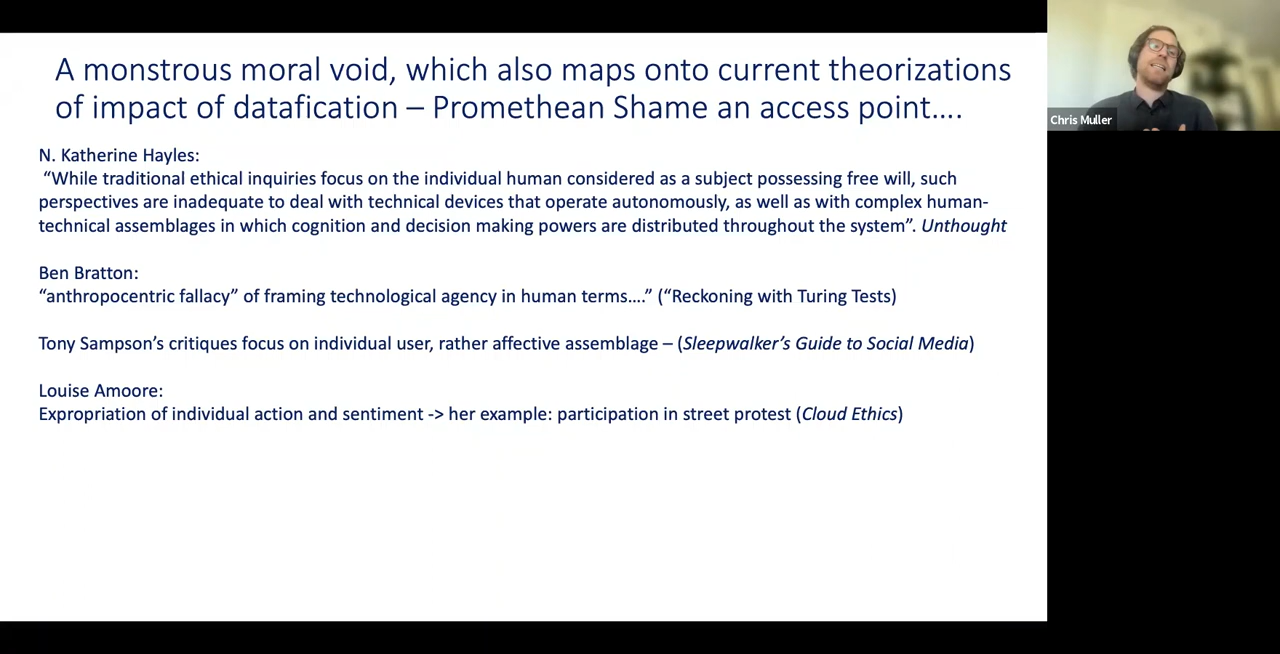 A monstrous moral void, which also maps onto current theorizations
of impact of datafication – Promethean Shame an access point….
N. Katherine Hayles:
“While traditional ethical inquiries focus on the individual human considered as a subject possessing free will, such
perspectives are inadequate to deal with technical devices that operate autonomously, as well as with complex human-
technical assemblages in which cognition and decision making powers are distributed throughout the system”. Unthought
Ben Bratton:
“anthropocentric fallacy” of framing technological agency in human terms….” (“Reckoning with Turing Tests)
Tony Sampson’s critiques focus on individual user, rather affective assemblage – (Sleepwalker’s Guide to Social Media)
Louise Amoore:
Expropriation of individual action and sentiment -> her example: participation in street protest (Cloud Ethics)
Chris Muller